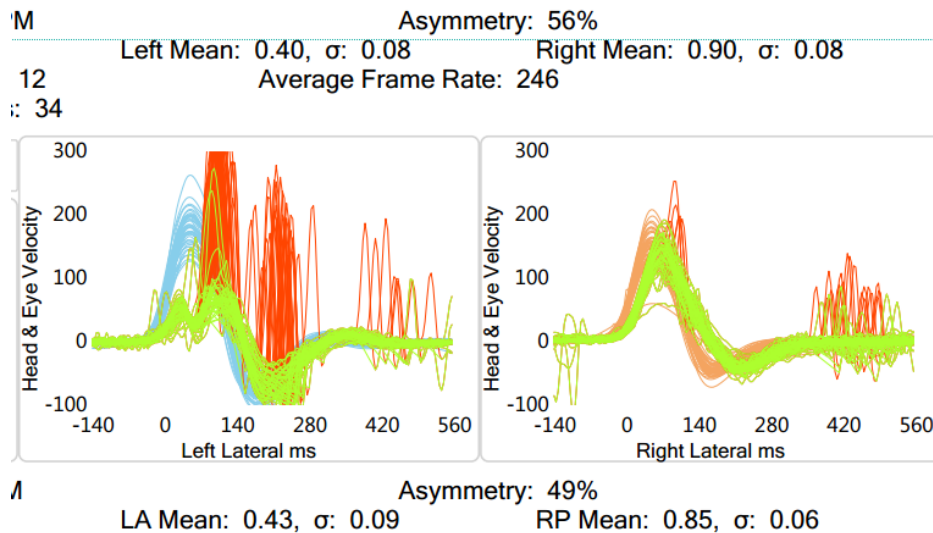 PM Asymmetry: 56%
Left Mean: 0.40, σ: 0.08 Right Mean: 0.90, σ: 0.08
12 Average Frame Rate: 246
: 34
300
200
100
0
-100
Head & Eye Velocity
-140 0 140 280 420 560
Left Lateral ms
300
200
100
0
-100
Head & Eye Velocity
-140 0 140 280 420 560
Right Lateral ms
M Asymmetry: 49%
LA Mean: 0.43, σ: 0.09 RP Mean: 0.85, σ: 0.06